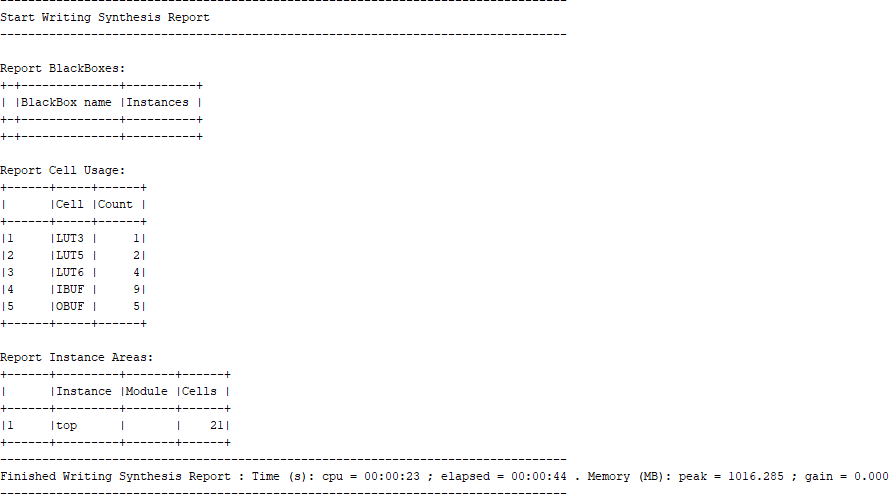 ---------------------------------------------------------------------------------
Start Writing Synthesis Report
---------------------------------------------------------------------------------

Report BlackBoxes:
+-+--------------+----------+
| |BlackBox name |Instances |
+-+--------------+----------+
+-+--------------+----------+

Report Cell Usage:
+------+-----+------+
|      |Cell |Count |
+------+-----+------+
|1     |LUT3 |     1|
|2     |LUT5 |     2|
|3     |LUT6 |     4|
|4     |IBUF |     9|
|5     |OBUF |     5|
+------+-----+------+

Report Instance Areas:
+------+---------+-------+------+
|      |Instance |Module |Cells |
+------+---------+-------+------+
|1     |top      |       |    21|
+------+---------+-------+------+
---------------------------------------------------------------------------------
Finished Writing Synthesis Report : Time (s): cpu = 00:00:23 ; elapsed = 00:00:44 . Memory (MB): peak = 1016.285 ; gain = 0.000
---------------------------------------------------------------------------------